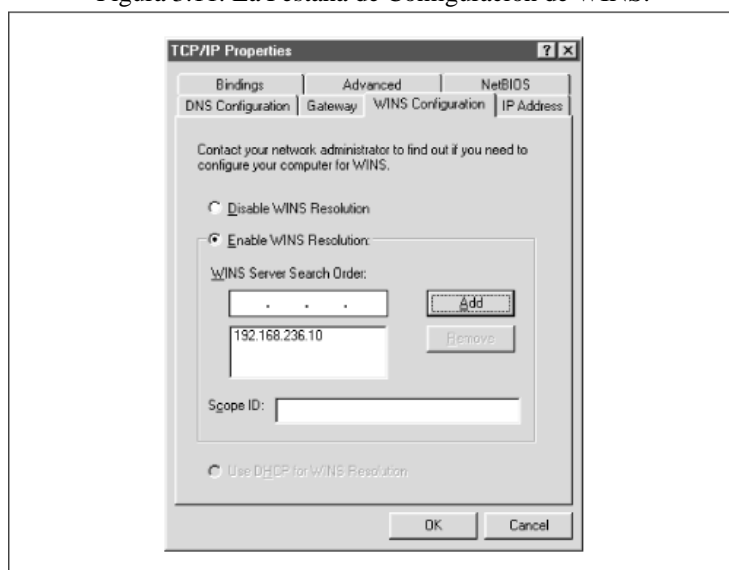 Figura 3.11. La Pestaña de Configuración de WINS.
TCP/IP Properties
Bindings Advanced NetBIOS
DNS Configuration Gateway WINS Configuration IP Address
Contact your network administrator to find out if you need to
configure your computer for WINS.
Disable WINS Resolution
Enable WINS Resolution:
WINS Server Search Order:
. . .
Add
192.168.236.10
Remove
Scope ID:
Use DHCP for WINS Resolution
OK Cancel